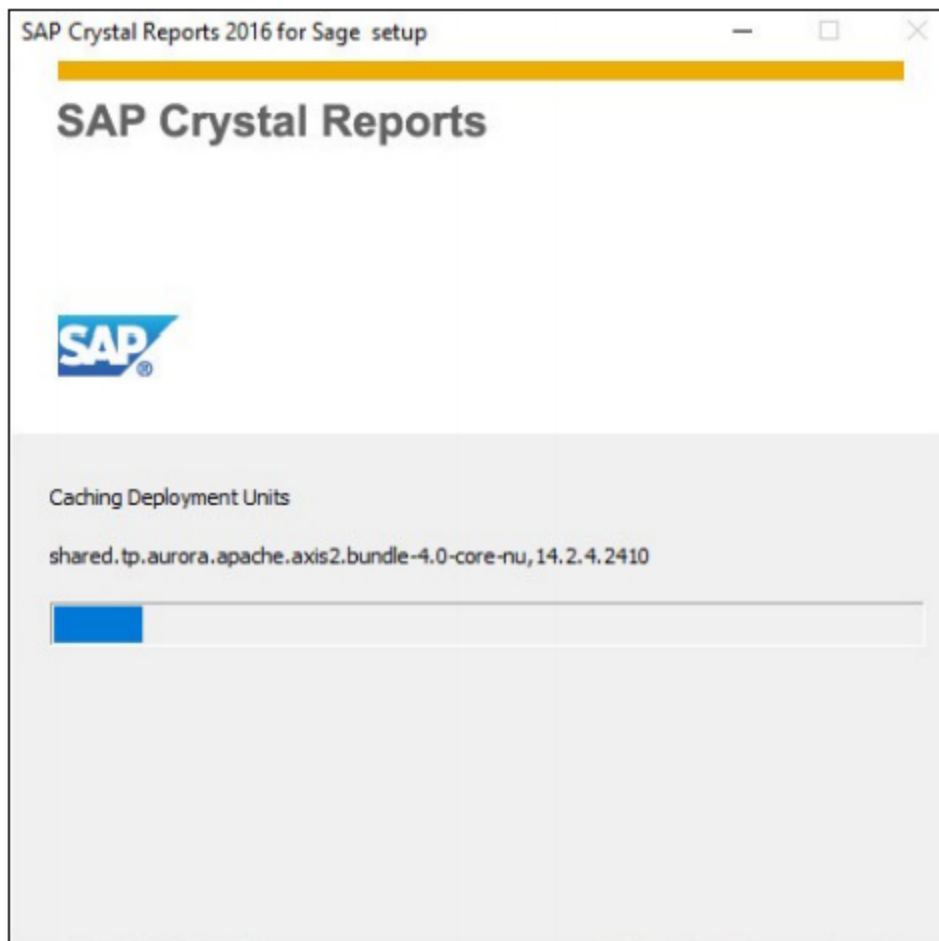 SAP Crystal Reports 2016 for Sage setup
SAP Crystal Reports
SAP®
Caching Deployment Units
shared.tp.aurora.apache.axis2.bundle-4.0-core-nu,14.2.4.2410